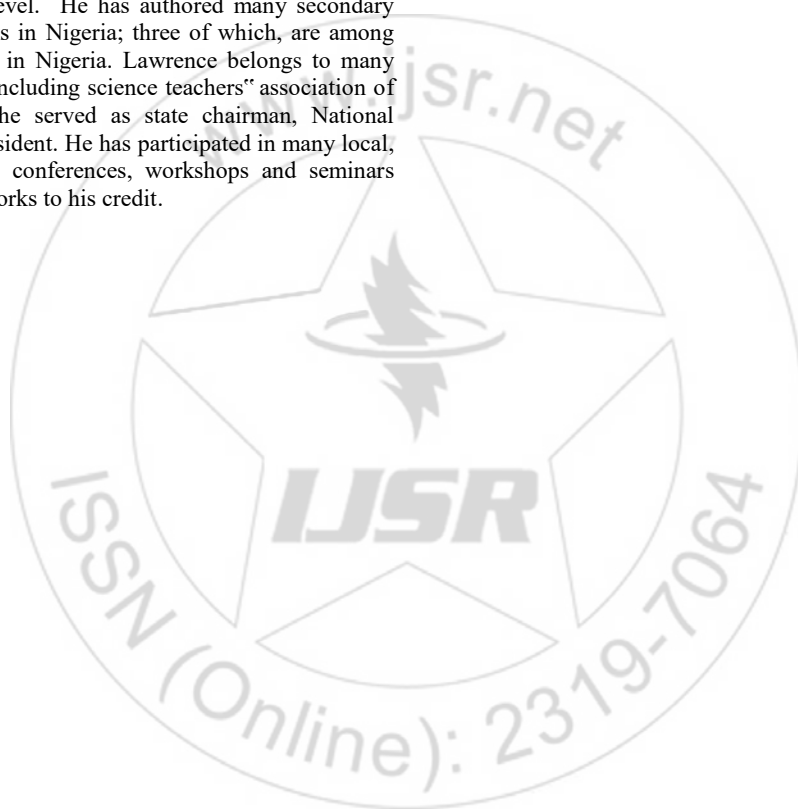 evel. He has authored many secondary
s in Nigeria; three of which, are among
in Nigeria. Lawrence belongs to many
ncluding science teachers‟ association of
he served as state chairman, National
sident. He has participated in many local,
conferences, workshops and seminars
orks to his credit.
www.ijsr.net
IJSR
ISSN (Online): 2319-7064